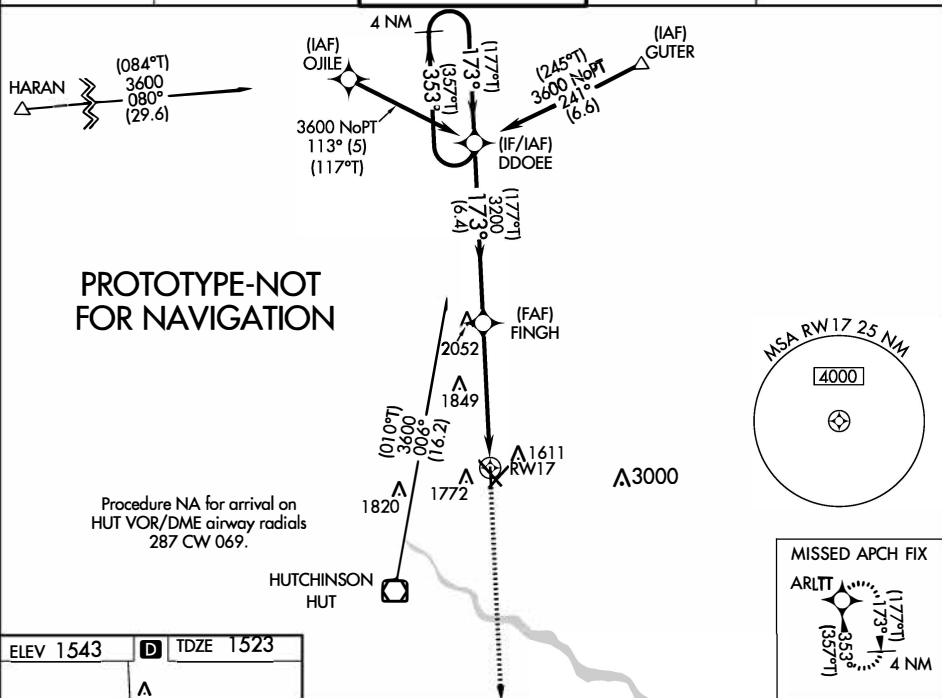 4 NM
(IAF)
OJILE
(IAF)
GUTER
HARAN
(084°T)
3600
080°
(29.6)
(357°T)
353°
173°
(177°T)
(245°T)
3600 NoPT
241°
(6.6)
3600 NoPT
113° (5)
(117°T)
(IF/IAF)
DDOEE
(177°T)
3200
173°
(6.4)
PROTOTYPE-NOT
FOR NAVIGATION
(FAF)
FINGH
2052
1849
MSA RW17 25 NM
4000
(010°T)
3600
006°
(16.2)
1611
RW17
1772
3000
1820
Procedure NA for arrival on
HUT VOR/DME airway radials
287 CW 069.
HUTCHINSON
HUT
MISSED APCH FIX
ARLTT
(177°T)
173°
353°
(357°T)
4 NM
ELEV 1543 D TDZE 1523